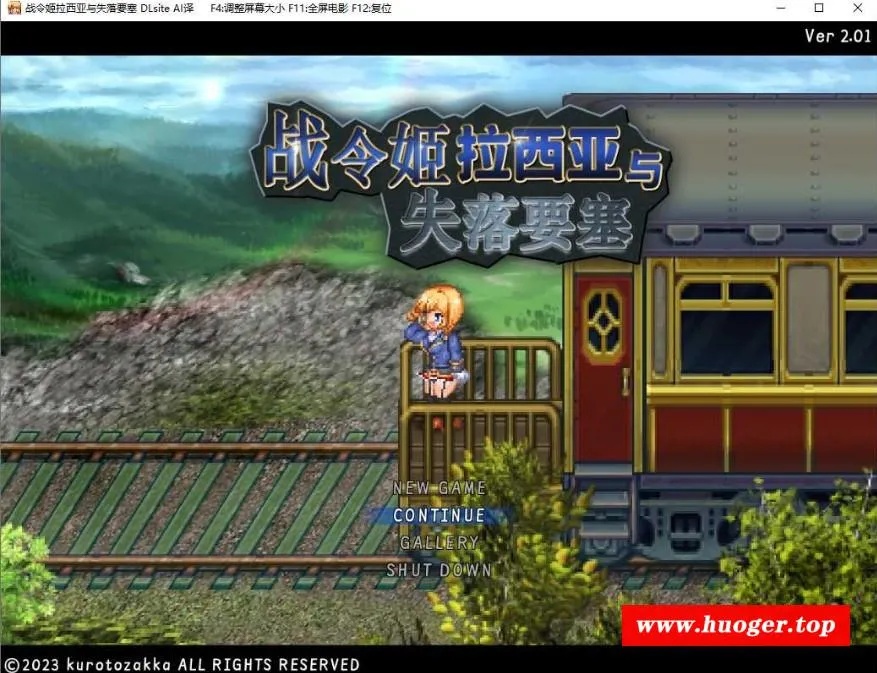 战令姬拉西亚与失落要塞 DLsite AI译 F4:调整屏幕大小 F11:全屏电影 F12:复位
Ver 2.01
战令姬拉西亚与
失落要塞
NEW GAME
CONTINUE
GALLERY
SHUT DOWN
www.huoger.top
©2023 kurotozakka ALL RIGHTS RESERVED